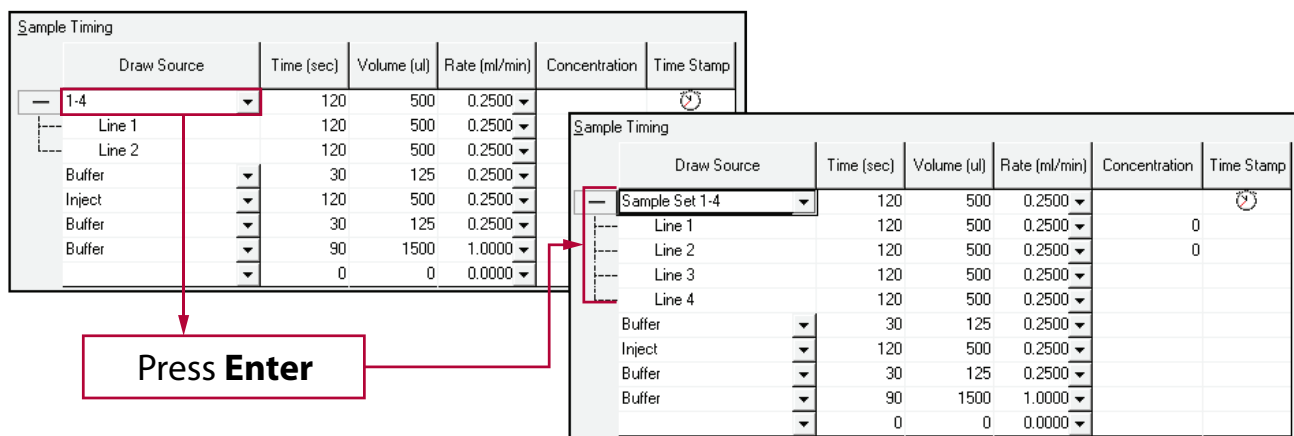 Sample Timing
Draw Source Time (sec) Volume (ul) Rate (ml/min) Concentration Time Stamp
1-4 120 500 0.2500
Line 1 120 500 0.2500
Line 2 120 500 0.2500
Buffer 30 125 0.2500
Inject 120 500 0.2500
Buffer 30 125 0.2500
Buffer 90 1500 1.0000
0 0 0.0000
Press Enter
Sample Timing
Draw Source Time (sec) Volume (ul) Rate (ml/min) Concentration Time Stamp
Sample Set 1-4 120 500 0.2500
Line 1 120 500 0.2500 0
Line 2 120 500 0.2500 0
Line 3 120 500 0.2500
Line 4 120 500 0.2500
Buffer 30 125 0.2500
Inject 120 500 0.2500
Buffer 30 125 0.2500
Buffer 90 1500 1.0000
0 0 0.0000